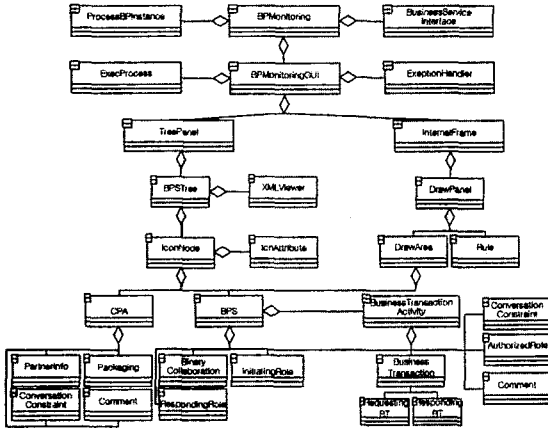 ProcessBPInstance
BPMonitoring
BusinessService
Interface
ExecProcess
BPMonitoringGUI
ExeptionHandler
TreePanel
InternalFrame
BPSTree
XMLViewer
DrawPanel
IconNode
IcnAttribute
DrawArea
Rule
CPA
BPS
BusinessTransaction
Activity
Conversation
Constraint
PartnerInfo
Packaging
Binary
Collaboration
InitiatingRole
Business
Transaction
AuthorizedRole
Conversation
Constraint
Comment
RespondingRole
Requesting
BT
Responding
BT
Comment